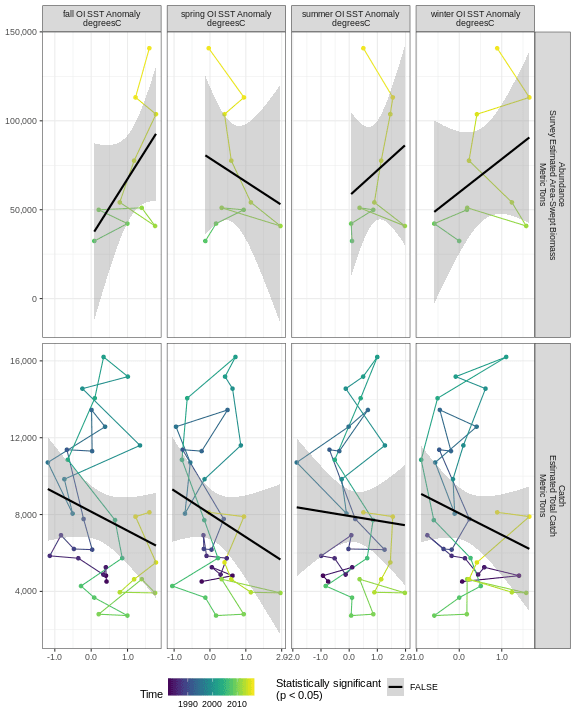 fall OI SST Anomaly
degreesC
spring OI SST Anomaly
degreesC
summer OI SST Anomaly
degreesC
winter OI SST Anomaly
degreesC
150,000
100,000
50,000
0
Abundance
Survey Estimated Area-Swept Biomass
Metric Tons
16,000
12,000
8,000
4,000
Catch
Estimated Total Catch
Metric Tons
-1.0 0.0 1.0
-1.0 0.0 1.0 2.0
-2.0 -1.0 0.0 1.0 2.0
-1.0 0.0 1.0
Time
1990 2000 2010
Statistically significant
(p < 0.05)
FALSE